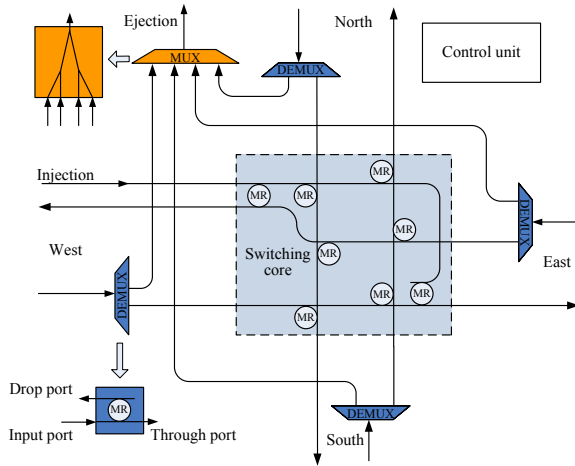 Ejection
North
MUX
DEMUX
Control unit
MR
Injection
MR
MR
DEMUX
MR
West
Switching
core
MR
East
DEMUX
MR
MR
MR
Drop port
MR
Input port
Through port
DEMUX
South